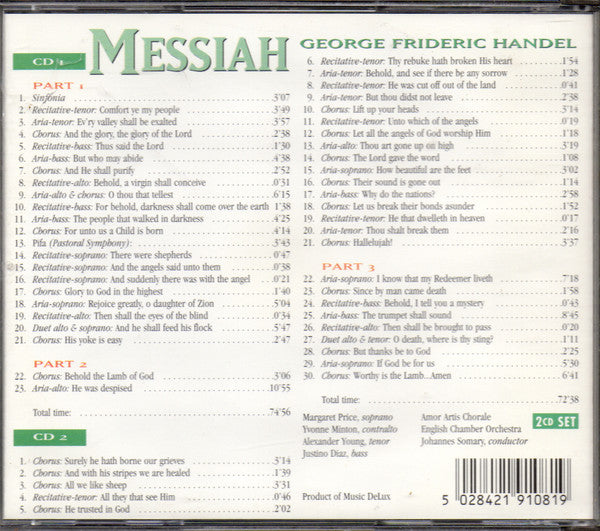 CD 1
MESSIAH
GEORGE FRIDERIC HANDEL
PART 1
1. Sinfonia 3'07
2. Recitative-tenor: Comfort ye my people 3'49
3. Aria-tenor: Ev'ry valley shall be exalted 3'57
4. Chorus: And the glory, the glory of the Lord 2'38
5. Recitative-bass: Thus said the Lord 1'30
6. Aria-bass: But who may abide 4'38
7. Chorus: And He shall purify 2'52
8. Recitative-alto: Behold, a virgin shall conceive 0'31
9. Aria-alto & chorus: O thou that tellest 6'15
10. Recitative-bass: For behold, darkness shall come over the earth 1'38
11. Aria-bass: The people that walked in darkness 4'25
12. Chorus: For unto us a Child is born 4'14
13. Pifa (Pastoral Symphony): 3'43
14. Recitative-soprano: There were shepherds 0'47
15. Recitative-soprano: And the angels said unto them 0'38
16. Recitative-soprano: And suddenly there was with the angel 0'21
17. Chorus: Glory to God in the highest 1'40
18. Aria-soprano: Rejoice greatly, o daughter of Zion 5'04
19. Recitative-alto: Then shall the eyes of the blind 0'34
20. Duet alto & soprano: And he shall feed his flock 5'47
21. Chorus: His yoke is easy 2'47
PART 2
22. Chorus: Behold the Lamb of God 3'06
23. Aria-alto: He was despised 10'55
Total time: 74'56
CD 2
1. Chorus: Surely he hath borne our grieves 3'14
2. Chorus: And with his stripes we are healed 1'39
3. Chorus: All we like sheep 3'31
4. Recitative-tenor: All they that see Him 0'46
5. Chorus: He trusted in God 2'02
6. Recitative-tenor: Thy rebuke hath broken His heart 1'54
7. Aria-tenor: Behold, and see if there be any sorrow 1'28
8. Recitative-tenor: He was cut off out of the land 0'41
9. Aria-tenor: But thou didst not leave 2'38
10. Chorus: Lift up your heads 3'14
11. Recitative-tenor: Unto which of the angels 0'19
12. Chorus: Let all the angels of God worship Him 1'18
13. Aria-alto: Thou art gone up on high 3'19
14. Chorus: The Lord gave the word 1'08
15. Aria-soprano: How beautiful are the feet 3'02
16. Chorus: Their sound is gone out 1'14
17. Aria-bass: Why do the nations? 2'58
18. Chorus: Let us break their bonds asunder 1'52
19. Recitative-tenor: He that dwelleth in heaven 0'17
20. Aria-tenor: Thou shalt break them 2'16
21. Chorus: Hallelujah! 3'37
PART 3
22. Aria-soprano: I know that my Redeemer liveth 7'18
23. Chorus: Since by man came death 1'58
24. Recitative-bass: Behold, I tell you a mystery 0'43
25. Aria-bass: The trumpet shall sound 8'45
26. Recitative-alto: Then shall be brought to pass 0'20
27. Duet alto & tenor: O death, where is thy sting? 1'11
28. Chorus: But thanks be to God 2'25
29. Aria-soprano: If God be for us 5'30
30. Chorus: Worthy is the Lamb...Amen 6'41
Total time: 72'38
Margaret Price, soprano
Yvonne Minton, contralto
Alexander Young, tenor
Justino Diaz, bass
Amor Artis Chorale
English Chamber Orchestra
Johannes Somary, conductor
2CD SET
Product of Music DeLux
5 028421 910819